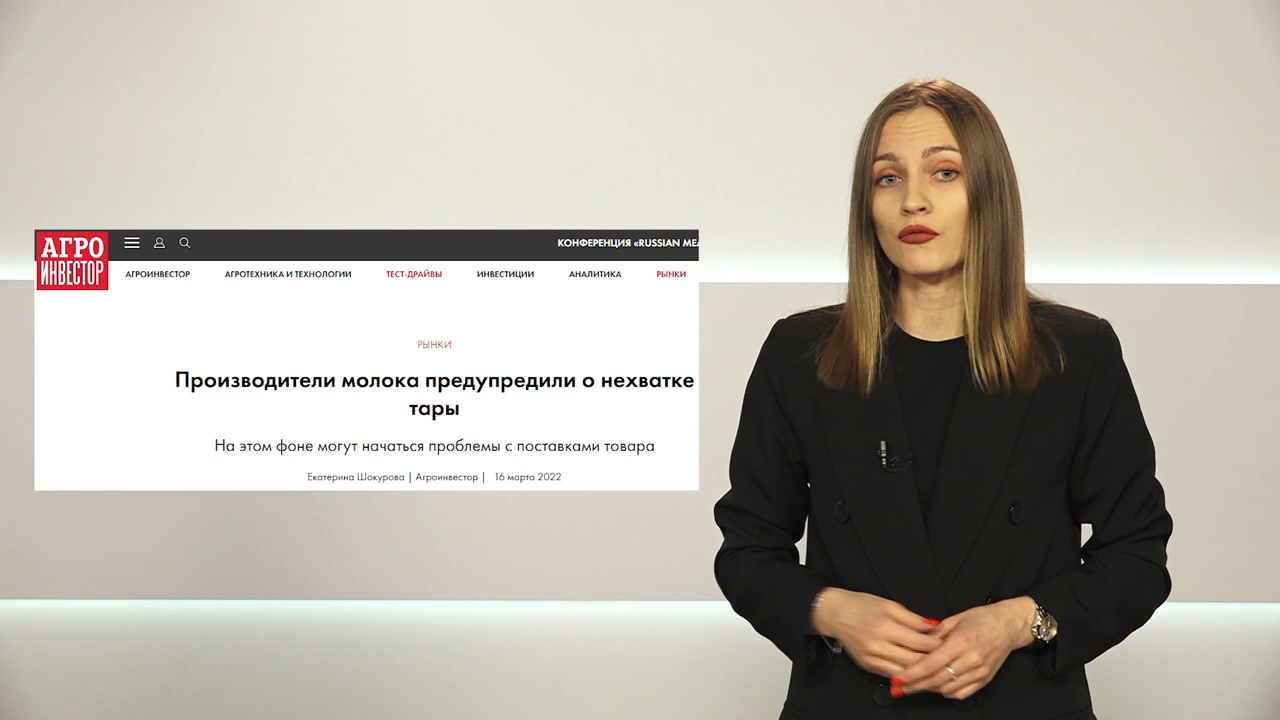 АГРО
ИНВЕСТОР
КОНФЕРЕНЦИЯ «RUSSIAN
АГРОИНВЕСТОР АГРОТЕХНИКА И ТЕХНОЛОГИИ ТЕСТ-ДРАЙВЫ ИНВЕСТИЦИИ АНАЛИТИКА РЫНКИ
РЫНКИ
Производители молока предупредили о нехватке
тары
На этом фоне могут начаться проблемы с поставками товара
Екатерина Шокурова | Агроинвестор | 16 марта 2022